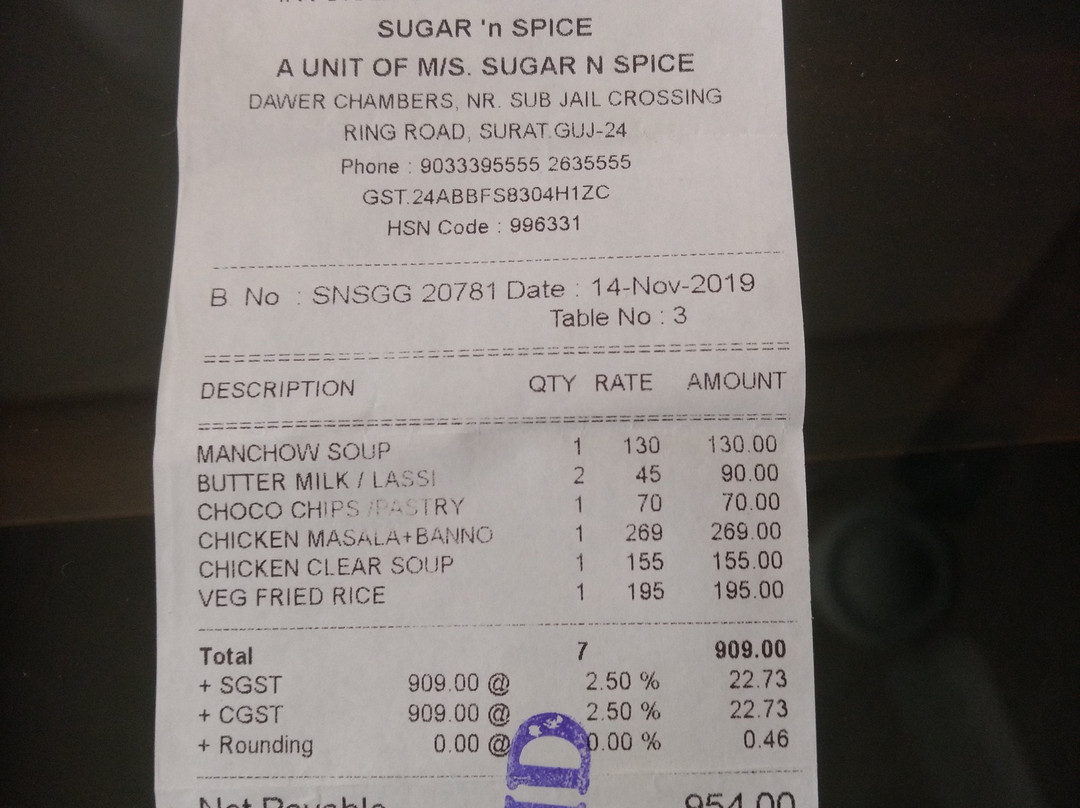 SUGAR 'n SPICE
A UNIT OF M/S. SUGAR N SPICE
DAWER CHAMBERS, NR. SUB JAIL CROSSING
RING ROAD, SURAT.GUJ-24
Phone : 9033395555 2635555
GST.24ABBFS8304H1ZC
HSN Code : 996331
B No : SNSGG 20781 Date : 14-Nov-2019
Table No : 3
DESCRIPTION QTY RATE AMOUNT
MANCHOW SOUP 1 130 130.00
BUTTER MILK / LASSI 2 45 90.00
CHOCO CHIPS /PASTRY 1 70 70.00
CHICKEN MASALA+BANNO 1 269 269.00
CHICKEN CLEAR SOUP 1 155 155.00
VEG FRIED RICE 1 195 195.00
Total 7 909.00
+ SGST 909.00 @ 2.50 % 22.73
+ CGST 909.00 @ 2.50 % 22.73
+ Rounding 0.00 @ 0.00 % 0.46
Net Payable 954.00